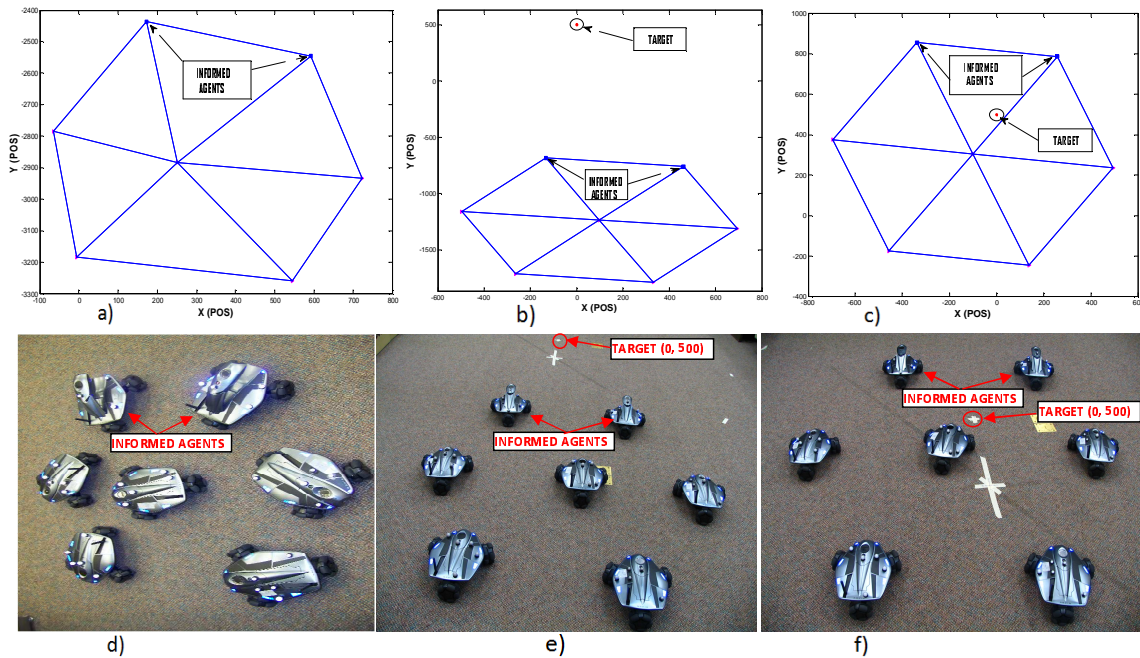 -2400
-2500
-2600
-2700
-2800
-2900
-3000
-3100
-3200
-3300
Y (POS)
INFORMED
AGENTS
-100 0 100 200 300 400 500 600 700 800
X (POS)
a)
500
0
-500
-1000
-1500
Y (POS)
TARGET
INFORMED
AGENTS
-600 -400 -200 0 200 400 600 800
X (POS)
b)
1000
800
600
400
200
0
-200
-400
Y (POS)
INFORMED
AGENTS
TARGET
-800 -600 -400 -200 0 200 400
X (POS)
c)
INFORMED AGENTS
d)
TARGET (0, 500)
INFORMED AGENTS
e)
INFORMED AGENTS
TARGET (0, 500)
f)